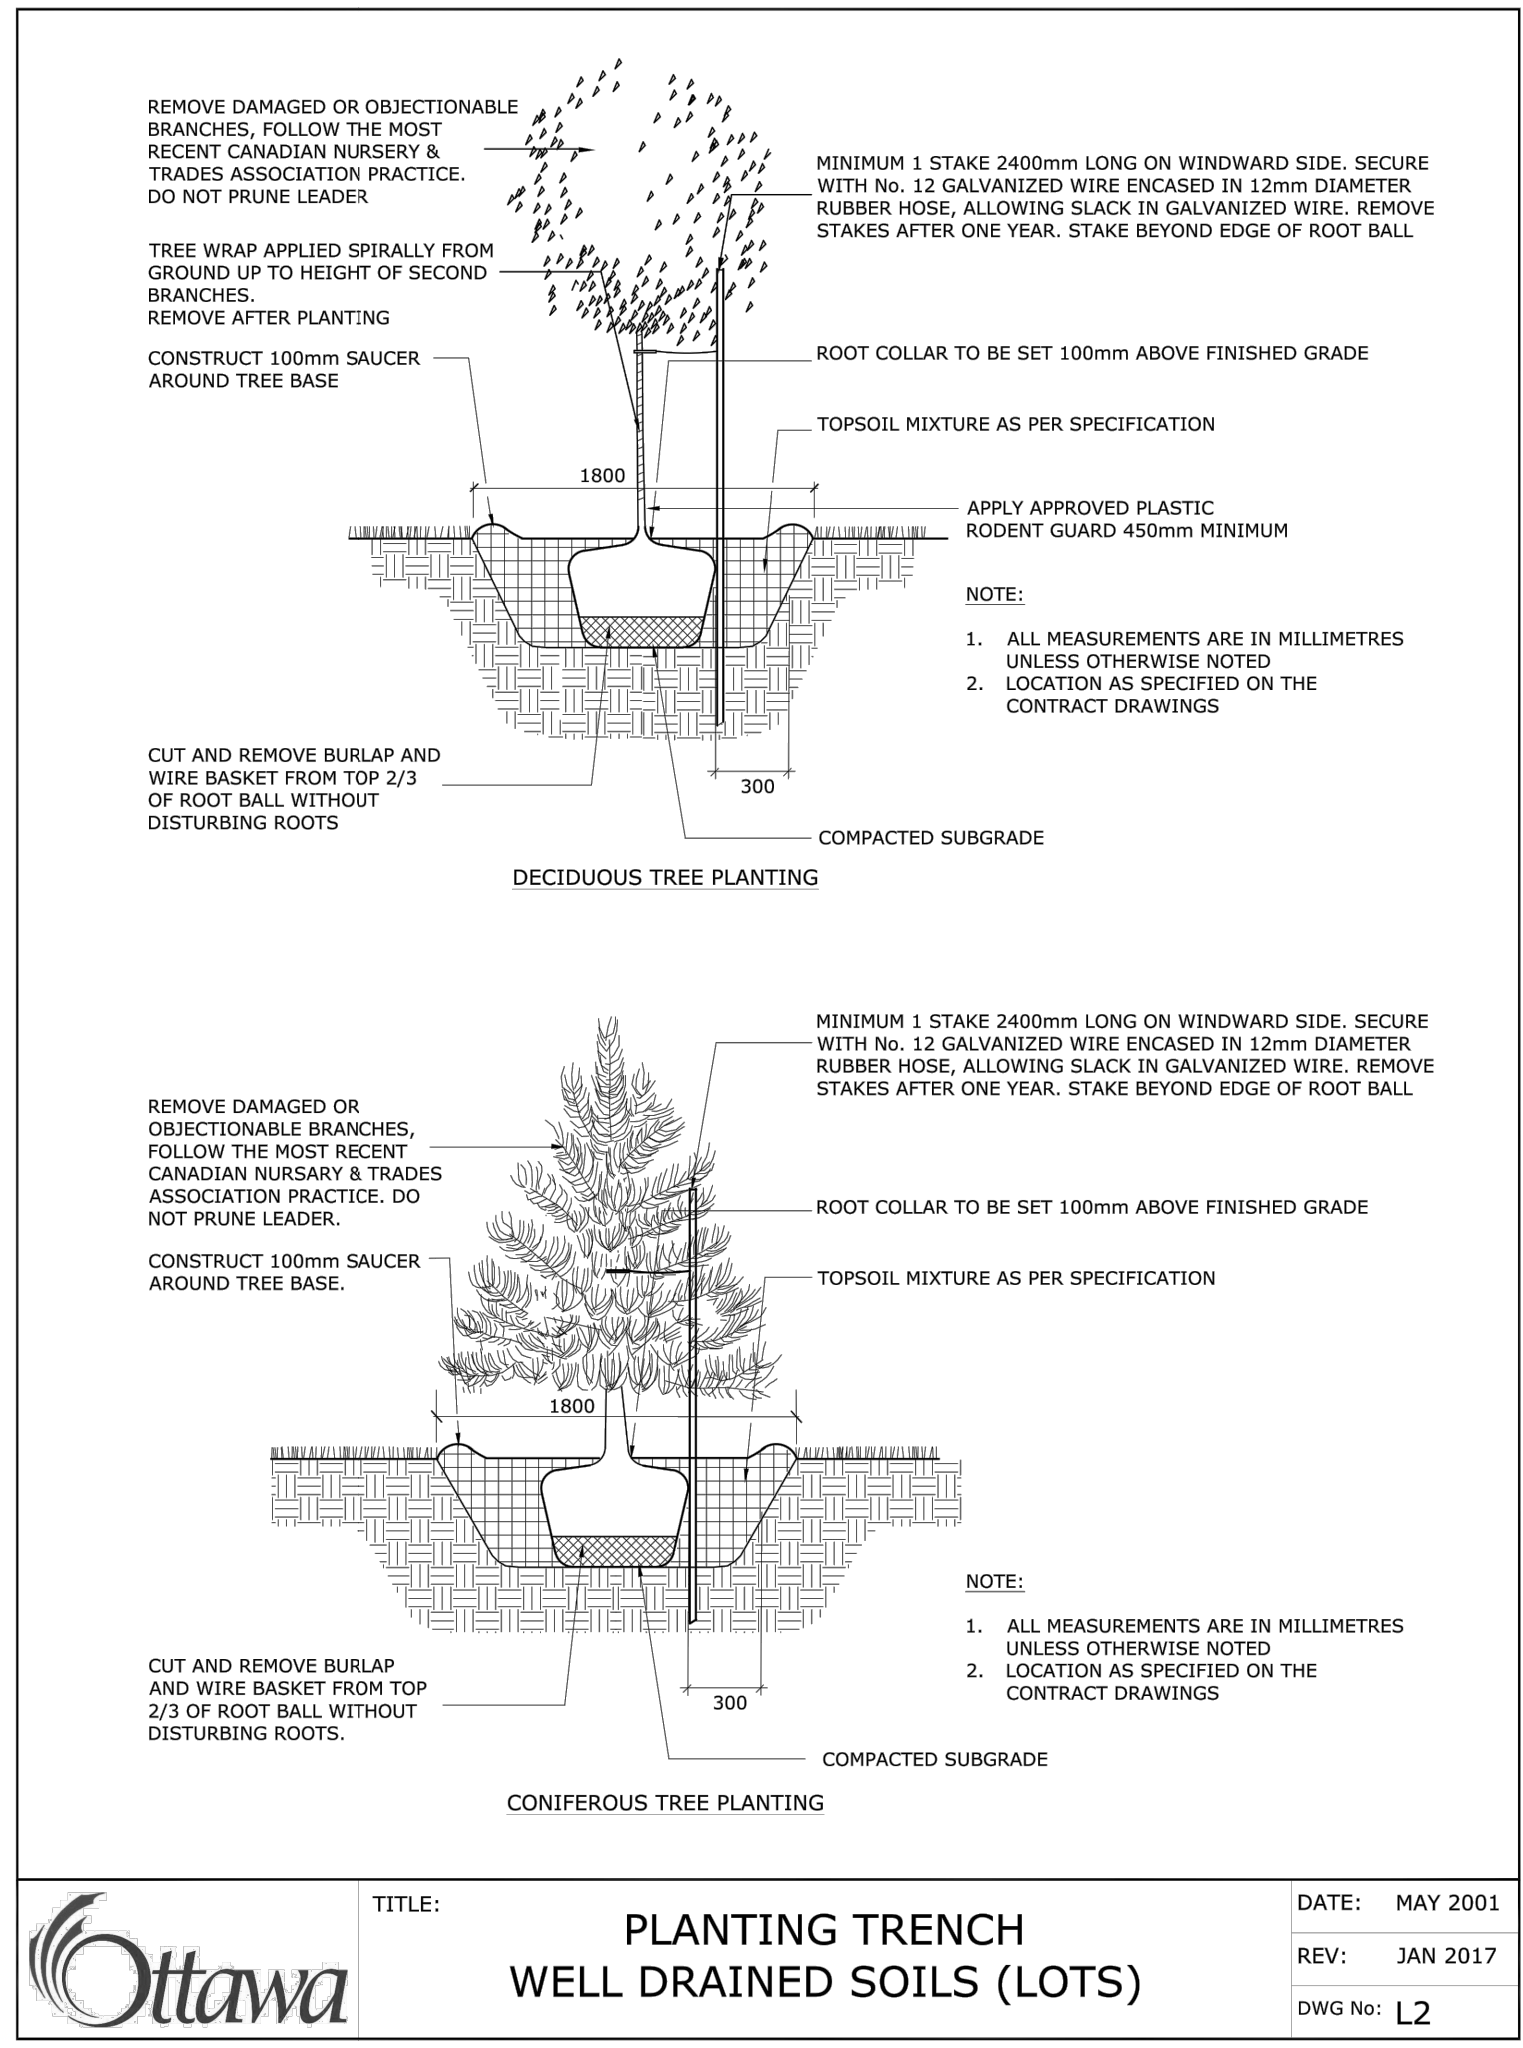 REMOVE DAMAGED OR OBJECTIONABLE
BRANCHES, FOLLOW THE MOST
RECENT CANADIAN NURSERY &
TRADES ASSOCIATION PRACTICE.
DO NOT PRUNE LEADER
MINIMUM 1 STAKE 2400mm LONG ON WINDWARD SIDE. SECURE
WITH No. 12 GALVANIZED WIRE ENCASED IN 12mm DIAMETER
RUBBER HOSE, ALLOWING SLACK IN GALVANIZED WIRE. REMOVE
STAKES AFTER ONE YEAR. STAKE BEYOND EDGE OF ROOT BALL
TREE WRAP APPLIED SPIRALLY FROM
GROUND UP TO HEIGHT OF SECOND
BRANCHES.
REMOVE AFTER PLANTING
CONSTRUCT 100mm SAUCER
AROUND TREE BASE
ROOT COLLAR TO BE SET 100mm ABOVE FINISHED GRADE
TOPSOIL MIXTURE AS PER SPECIFICATION
1800
APPLY APPROVED PLASTIC
RODENT GUARD 450mm MINIMUM
NOTE:
1. ALL MEASUREMENTS ARE IN MILLIMETRES
UNLESS OTHERWISE NOTED
2. LOCATION AS SPECIFIED ON THE
CONTRACT DRAWINGS
CUT AND REMOVE BURLAP AND
WIRE BASKET FROM TOP 2/3
OF ROOT BALL WITHOUT
DISTURBING ROOTS
300
COMPACTED SUBGRADE
DECIDUOUS TREE PLANTING
MINIMUM 1 STAKE 2400mm LONG ON WINDWARD SIDE. SECURE
WITH No. 12 GALVANIZED WIRE ENCASED IN 12mm DIAMETER
RUBBER HOSE, ALLOWING SLACK IN GALVANIZED WIRE. REMOVE
STAKES AFTER ONE YEAR. STAKE BEYOND EDGE OF ROOT BALL
REMOVE DAMAGED OR
OBJECTIONABLE BRANCHES,
FOLLOW THE MOST RECENT
CANADIAN NURSARY & TRADES
ASSOCIATION PRACTICE. DO
NOT PRUNE LEADER.
ROOT COLLAR TO BE SET 100mm ABOVE FINISHED GRADE
CONSTRUCT 100mm SAUCER
AROUND TREE BASE.
TOPSOIL MIXTURE AS PER SPECIFICATION
1800
NOTE:
1. ALL MEASUREMENTS ARE IN MILLIMETRES
UNLESS OTHERWISE NOTED
2. LOCATION AS SPECIFIED ON THE
CONTRACT DRAWINGS
CUT AND REMOVE BURLAP
AND WIRE BASKET FROM TOP
2/3 OF ROOT BALL WITHOUT
DISTURBING ROOTS.
300
COMPACTED SUBGRADE
CONIFEROUS TREE PLANTING
Ottawa
TITLE:
PLANTING TRENCH
WELL DRAINED SOILS (LOTS)
DATE: MAY 2001
REV: JAN 2017
DWG No: L2